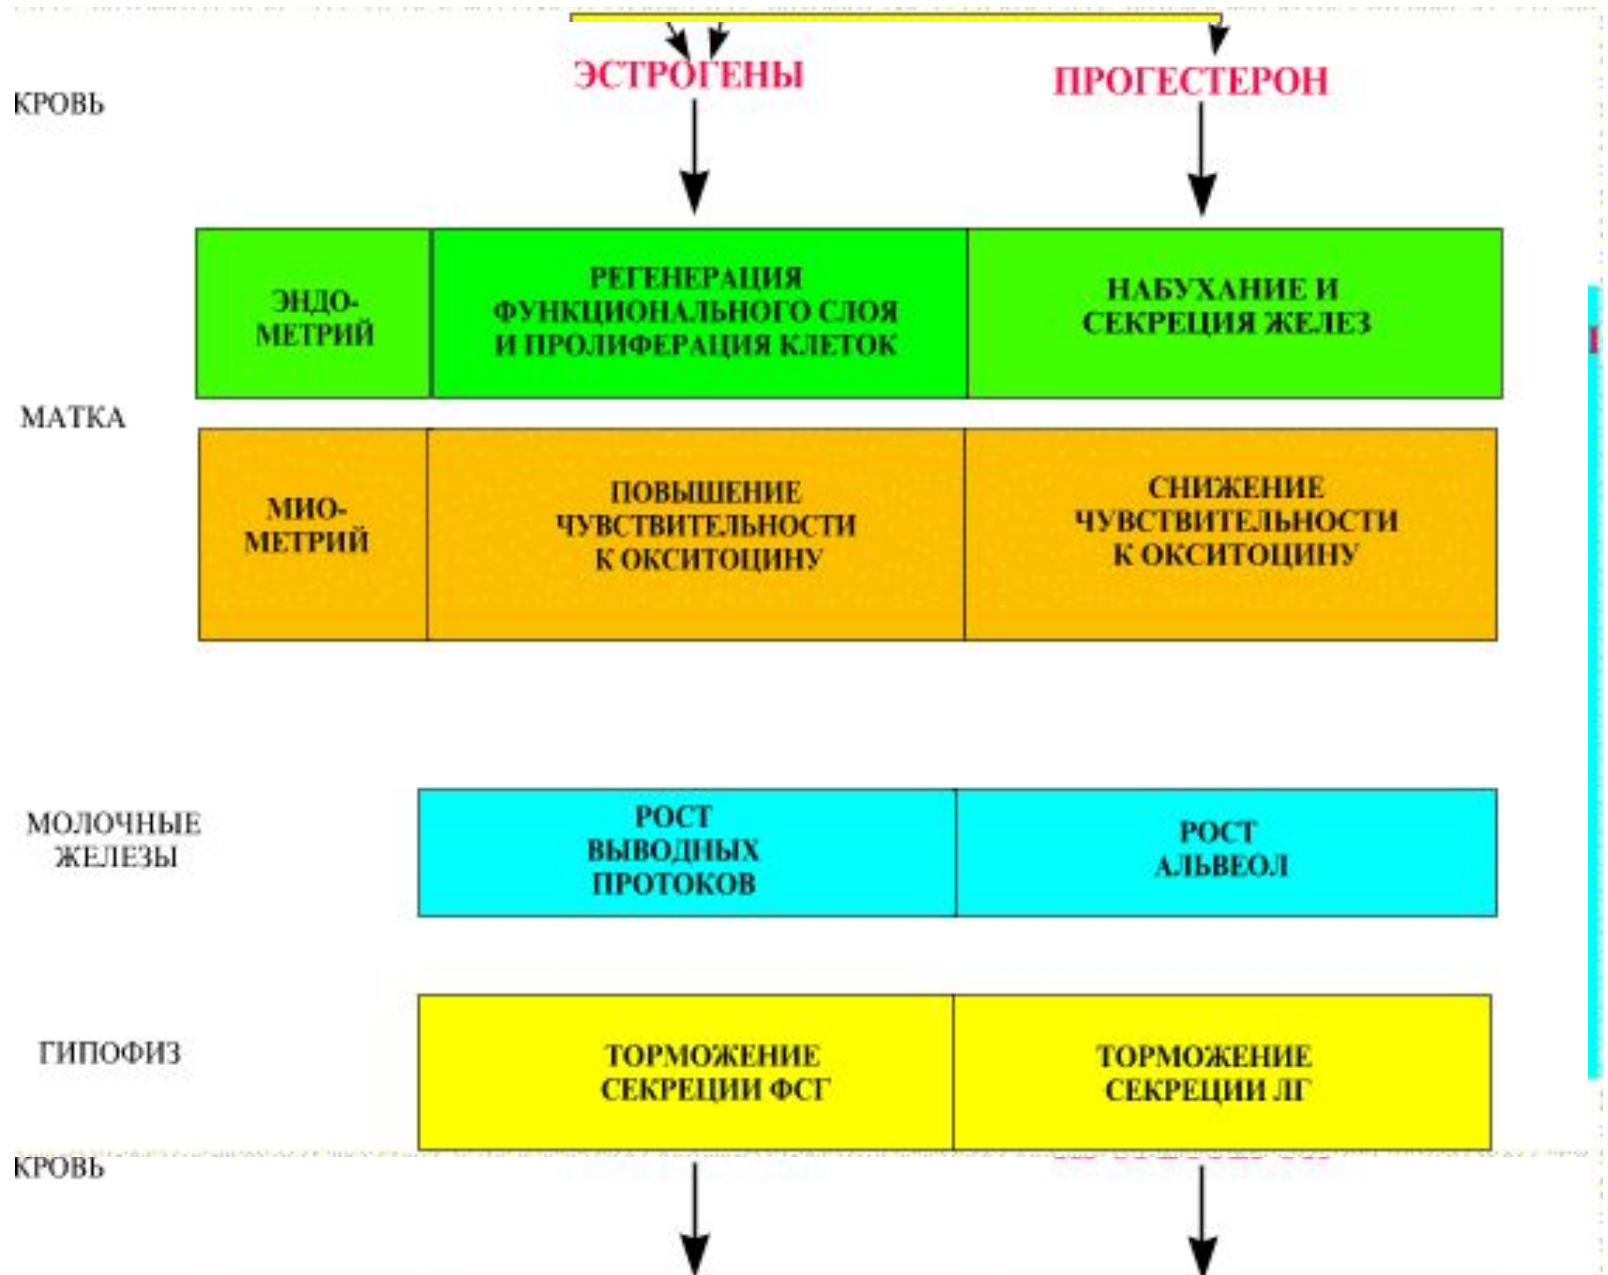 ЭСТРОГЕНЫ
ПРОГЕСТЕРОН
КРОВЬ
ЭНДО-
МЕТРИЙ
РЕГЕНЕРАЦИЯ
ФУНКЦИОНАЛЬНОГО СЛОЯ
И ПРОЛИФЕРАЦИЯ КЛЕТОК
НАБУХАНИЕ И
СЕКРЕЦИЯ ЖЕЛЕЗ
МАТКА
МИО-
МЕТРИЙ
ПОВЫШЕНИЕ
ЧУВСТВИТЕЛЬНОСТИ
К ОКСИТОЦИНУ
СНИЖЕНИЕ
ЧУВСТВИТЕЛЬНОСТИ
К ОКСИТОЦИНУ
МОЛОЧНЫЕ
ЖЕЛЕЗЫ
РОСТ
ВЫВОДНЫХ
ПРОТОКОВ
РОСТ
АЛЬВЕОЛ
ГИПОФИЗ
ТОРМОЖЕНИЕ
СЕКРЕЦИИ ФСГ
ТОРМОЖЕНИЕ
СЕКРЕЦИИ ЛГ
КРОВЬ